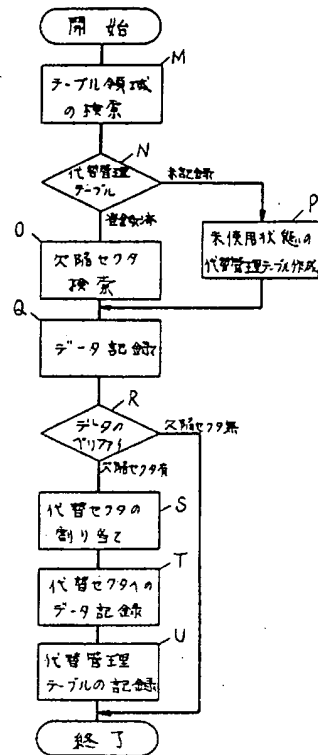 開始
M
テーブル領域
の検索
N
代替管理
テーブル
未記録
登録済
P
未使用状態の
代替管理テーブル作成
O
欠陥セクタ
検索
Q
データ記録
R
データの
ベリファイ
欠陥セクタ無
欠陥セクタ有
S
代替セクタの
割り当て
T
代替セクタへの
データ記録
U
代替管理
テーブルの記録
終了